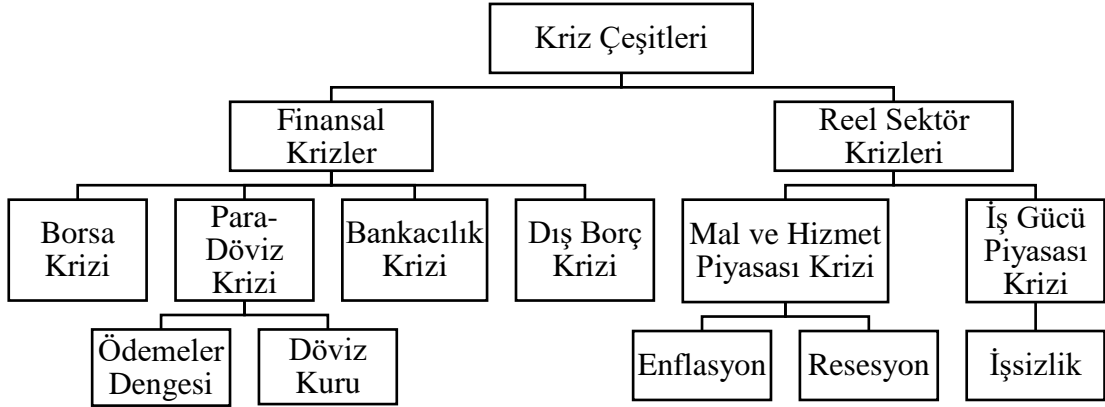 Kriz Çeşitleri
Finansal
Krizler
Reel Sektör
Krizleri
Borsa
Krizi
Para-
Döviz
Krizi
Bankacılık
Krizi
Dış Borç
Krizi
Mal ve Hizmet
Piyasası Krizi
İş Gücü
Piyasası
Krizi
Ödemeler
Dengesi
Döviz
Kuru
Enflasyon
Resesyon
İşsizlik